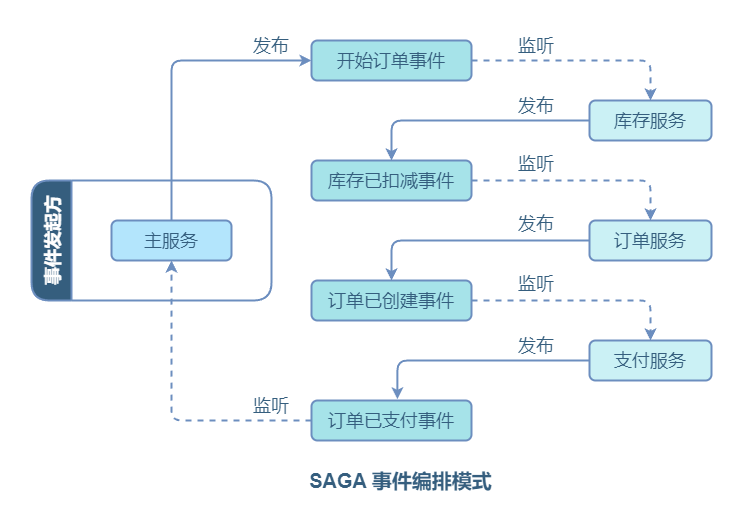 发布
开始订单事件
监听
发布
库存服务
库存已扣减事件
监听
事件发起方
主服务
发布
订单服务
订单已创建事件
监听
发布
支付服务
监听
订单已支付事件
SAGA 事件编排模式